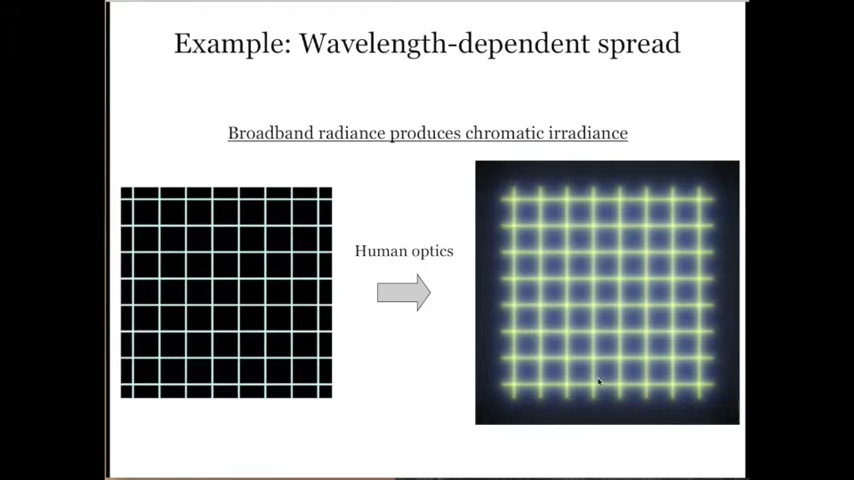 Example: Wavelength-dependent spread
Broadband radiance produces chromatic irradiance
Human optics